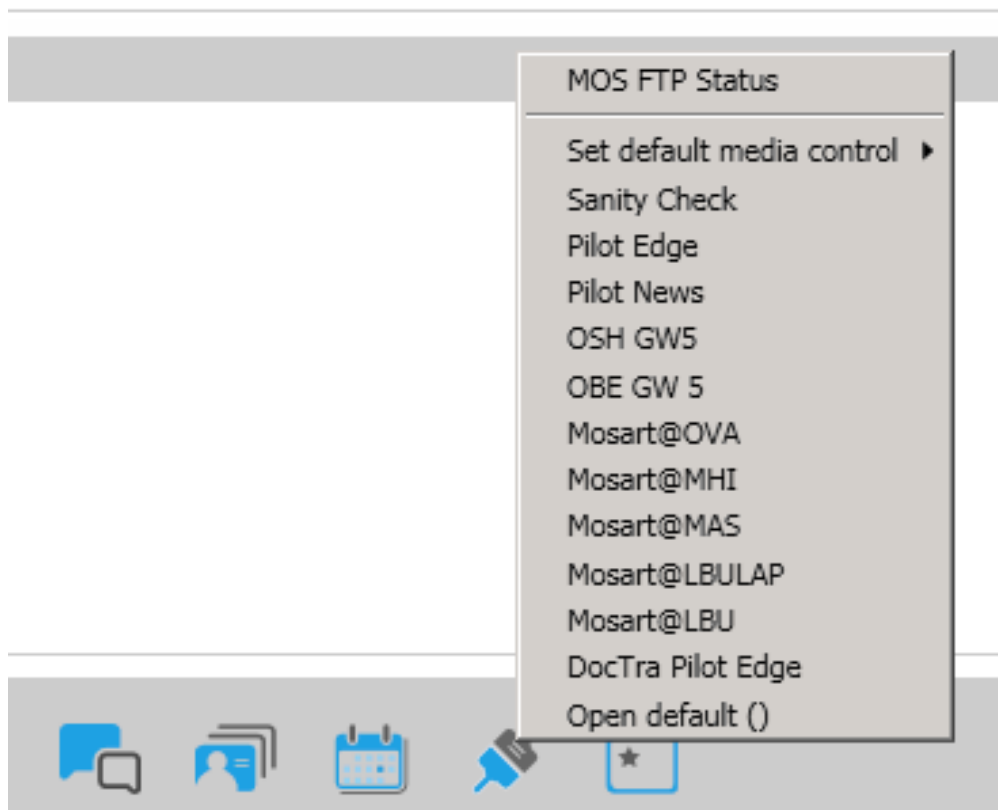 MOS FTP Status
Set default media control
Sanity Check
Pilot Edge
Pilot News
OSH GW5
OBE GW 5
Mosart@OVA
Mosart@MHI
Mosart@MAS
Mosart@LBULAP
Mosart@LBU
DocTra Pilot Edge
Open default ()